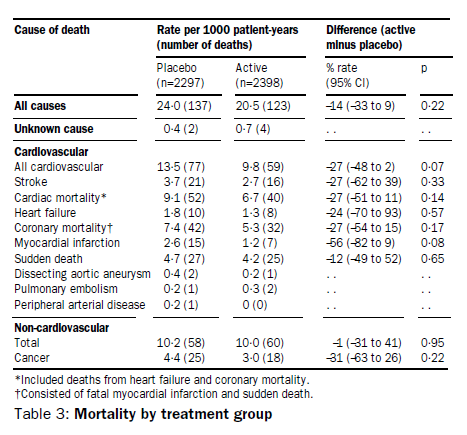 Cause of death Rate per 1000 patient-years Difference (active
(number of deaths) minus placebo)
Placebo Active % rate p
(n=2297) (n=2398) (95% CI)
All causes 24·0 (137) 20·5 (123) –14 (–33 to 9) 0·22
Unknown cause 0·4 (2) 0·7 (4) . . . .
Cardiovascular
All cardiovascular 13·5 (77) 9·8 (59) –27 (–48 to 2) 0·07
Stroke 3·7 (21) 2·7 (16) –27 (–62 to 39) 0·33
Cardiac mortality* 9·1 (52) 6·7 (40) –27 (–51 to 11) 0·14
Heart failure 1·8 (10) 1·3 (8) –24 (–70 to 93) 0·57
Coronary mortality† 7·4 (42) 5·3 (32) –27 (–54 to 15) 0·17
Myocardial infarction 2·6 (15) 1·2 (7) –56 (–82 to 9) 0·08
Sudden death 4·7 (27) 4·2 (25) –12 (–49 to 52) 0·65
Dissecting aortic aneurysm 0·4 (2) 0·2 (1) . . . .
Pulmonary embolism 0·2 (1) 0·3 (2) . . . .
Peripheral arterial disease 0·2 (1) 0 (0) . . . .
Non-cardiovascular
Total 10·2 (58) 10·0 (60) –1 (–31 to 41) 0·95
Cancer 4·4 (25) 3·0 (18) –31 (–63 to 26) 0·22
*Included deaths from heart failure and coronary mortality.
†Consisted of fatal myocardial infarction and sudden death.
Table 3: Mortality by treatment group